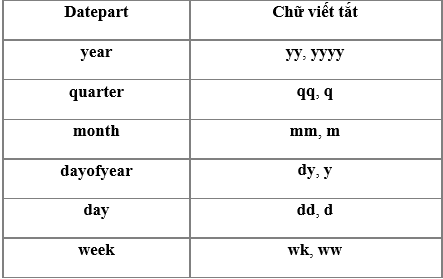 Datepart Chữ viết tắt
year yy, yyyy
quarter qq, q
month mm, m
dayofyear dy, y
day dd, d
week wk, ww